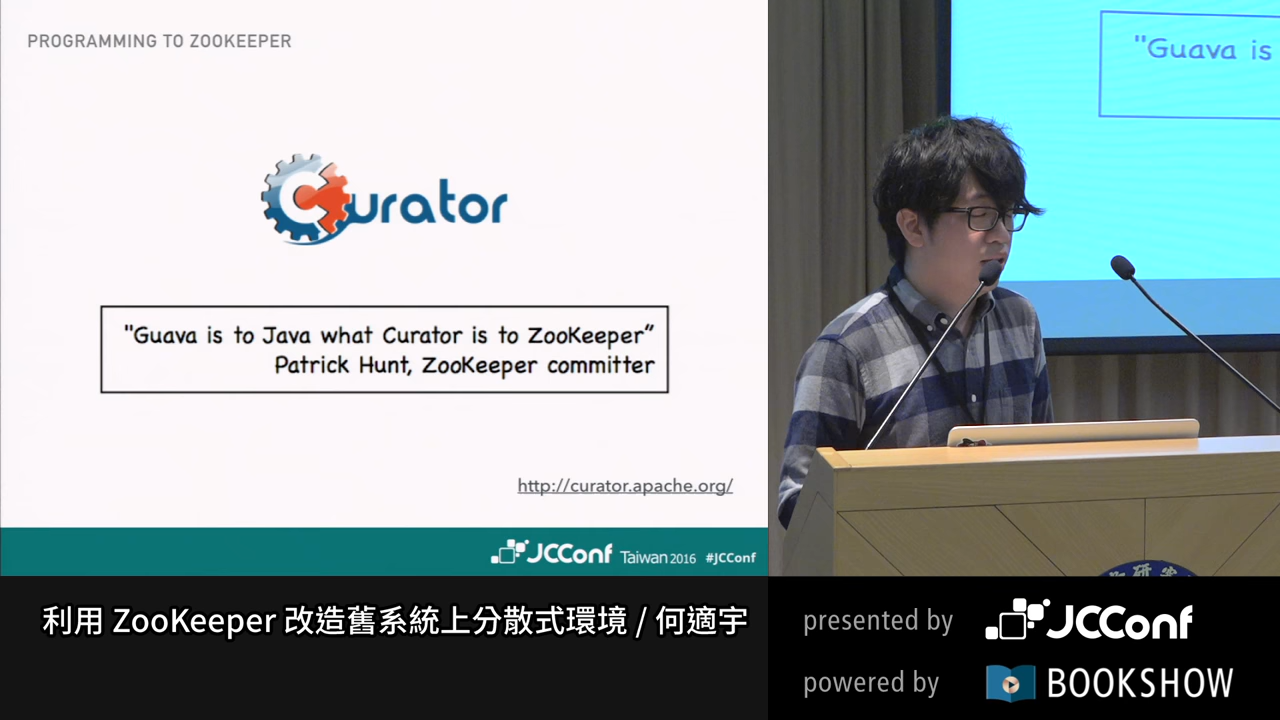 PROGRAMMING TO ZOOKEEPER
Curator
"Guava is to Java what Curator is to ZooKeeper”
Patrick Hunt, ZooKeeper committer
http://curator.apache.org/
JCConf Taiwan 2016 #JCConf
"Guava is
利用 ZooKeeper 改造舊系統上分散式環境 / 何適宇
presented by JCConf
powered by BOOKSHOW